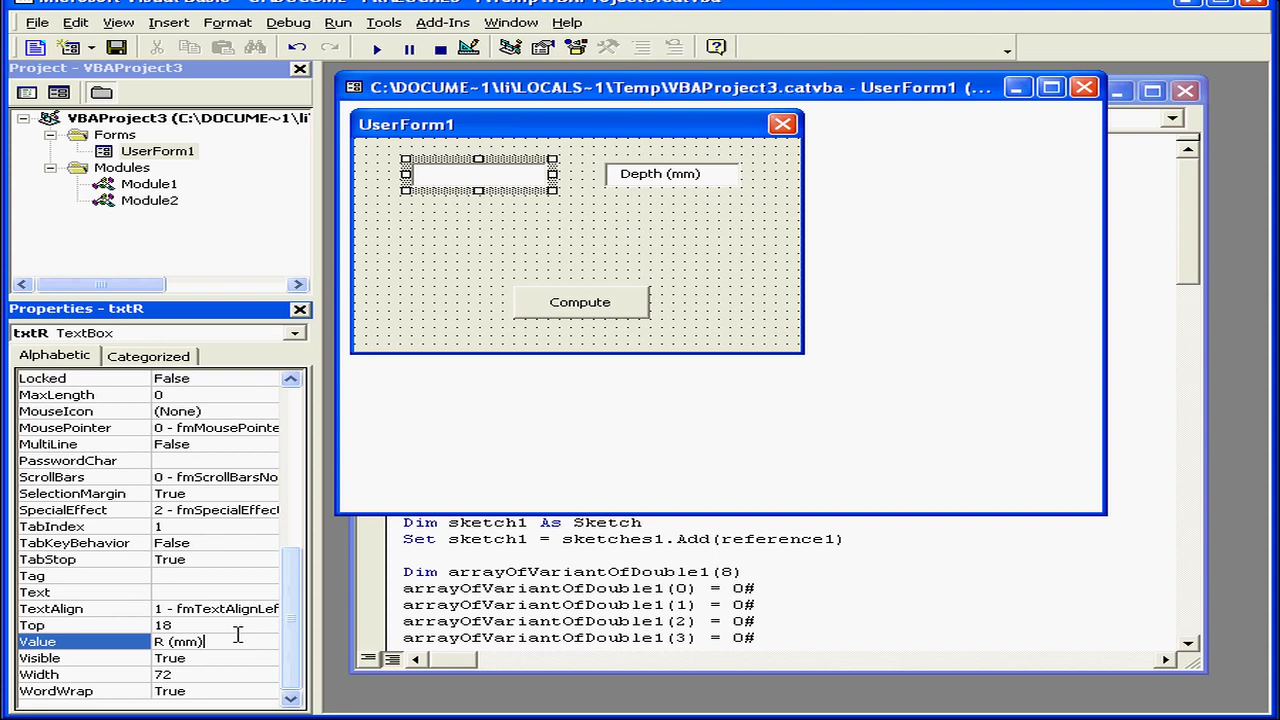 Microsoft Visual Basic
File Edit View Insert Format Debug Run Tools Add-Ins Window Help
Project - VBAProject3
VBAProject3 (C:\DOCUME~1\li'
Forms
UserForm1
Modules
Module1
Module2
C:\DOCUME~1\li\LOCALS~1\TempWBAProject3.catvba - UserForm1 (...
UserForm1
Depth (mm)
Compute
Properties - txtR
txtR TextBox
Alphabetic Categorized
Locked False
MaxLength 0
MouseIcon (None)
MousePointer 0 - fmMousePointe
MultiLine False
PasswordChar
ScrollBars 0 - fmScrollBarsNo
SelectionMargin True
SpecialEffect 2 - fmSpecialEffect
TabIndex 1
TabKeyBehavior False
TabStop True
Tag
Text
TextAlign 1 - fmTextAlignLef
Top 18
Value R (mm)
Visible True
Width 72
WordWrap True
Dim sketch1 As Sketch
Set sketch1 = sketches1.Add(reference1)
Dim arrayOfVariantOfDouble1(8)
arrayOfVariantOfDouble1(0) = 0#
arrayOfVariantOfDouble1(1) = 0#
arrayOfVariantOfDouble1(2) = 0#
arrayOfVariantOfDouble1(3) = 0#